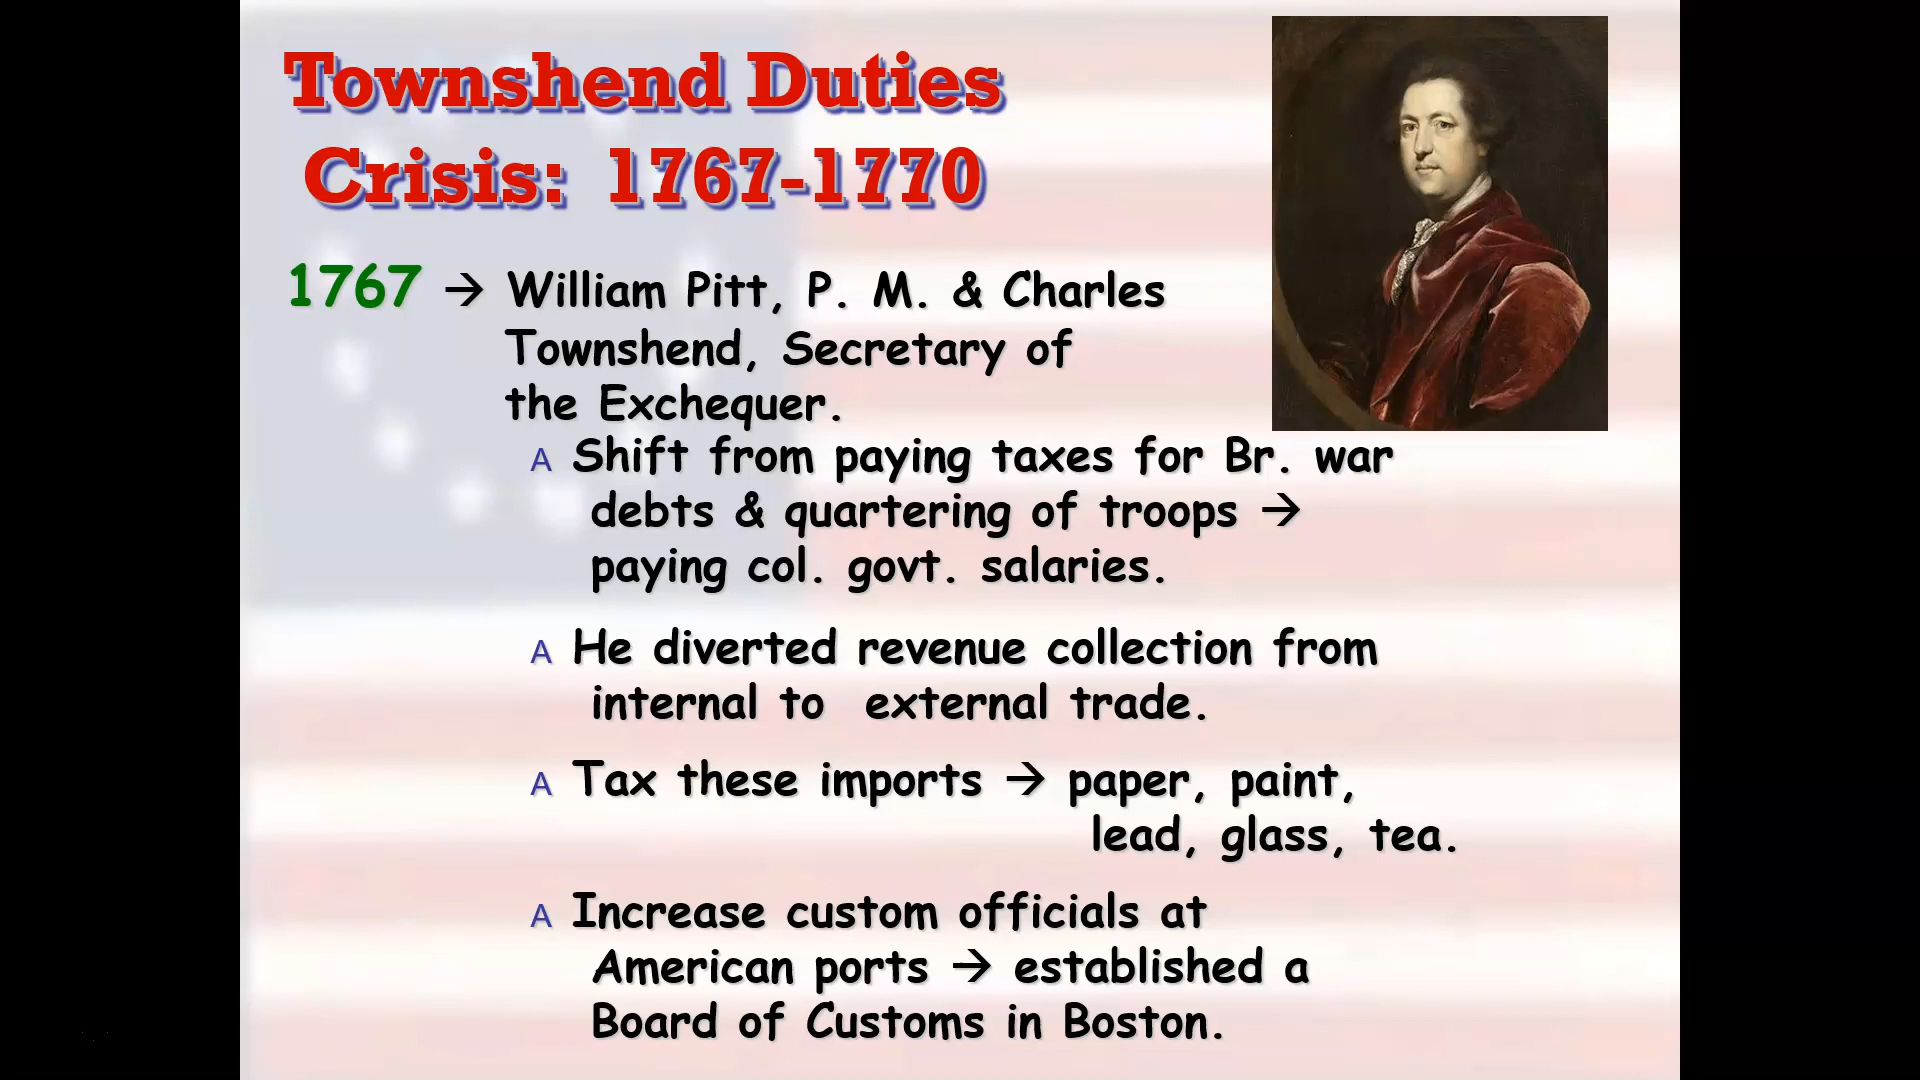 Townshend Duties
Crisis: 1767-1770
1767 → William Pitt, P. M. & Charles
Townshend, Secretary of
the Exchequer.
A Shift from paying taxes for Br. war
debts & quartering of troops →
paying col. govt. salaries.
A He diverted revenue collection from
internal to external trade.
A Tax these imports → paper, paint,
lead, glass, tea.
A Increase custom officials at
American ports → established a
Board of Customs in Boston.